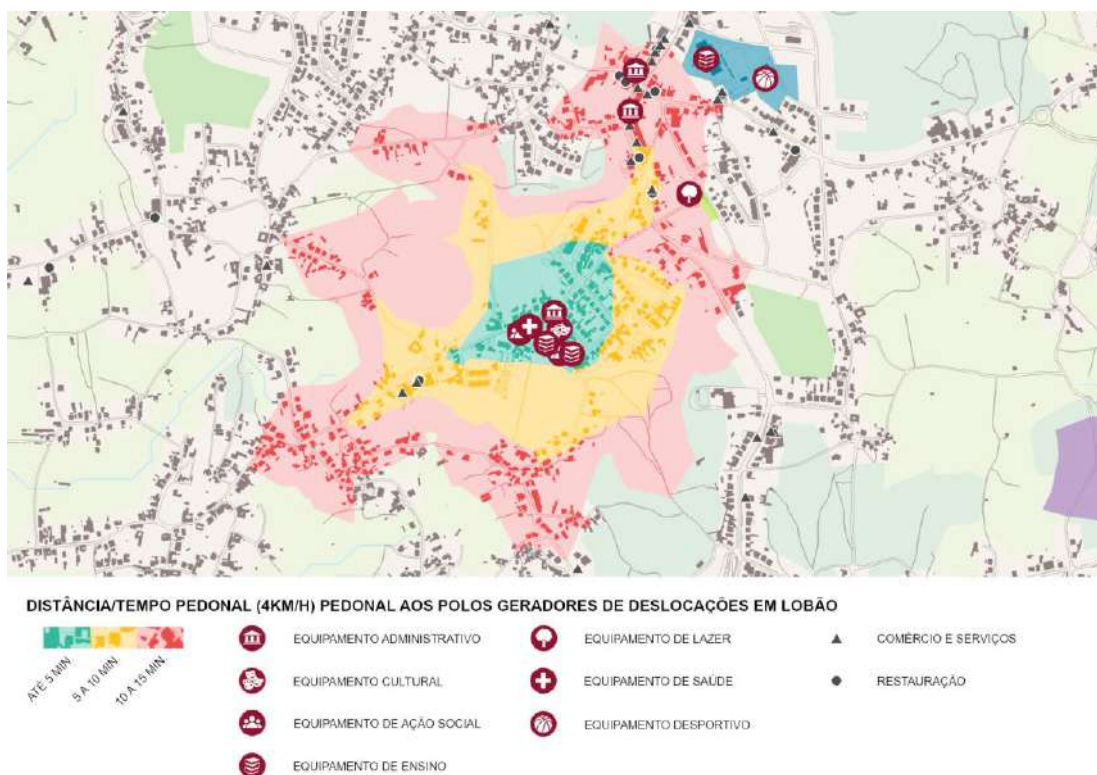 DISTÂNCIA/TEMPO PEDONAL (4KM/H) PEDONAL AOS POLOS GERADORES DE DESLOCAÇÕES EM LOBÃO
ATÉ 5 MIN.
5 A 10 MIN.
10 A 15 MIN.
EQUIPAMENTO ADMINISTRATIVO
EQUIPAMENTO CULTURAL
EQUIPAMENTO DE AÇÃO SOCIAL
EQUIPAMENTO DE ENSINO
EQUIPAMENTO DE LAZER
EQUIPAMENTO DE SAÚDE
EQUIPAMENTO DESPORTIVO
COMÉRCIO E SERVIÇOS
RESTAURAÇÃO